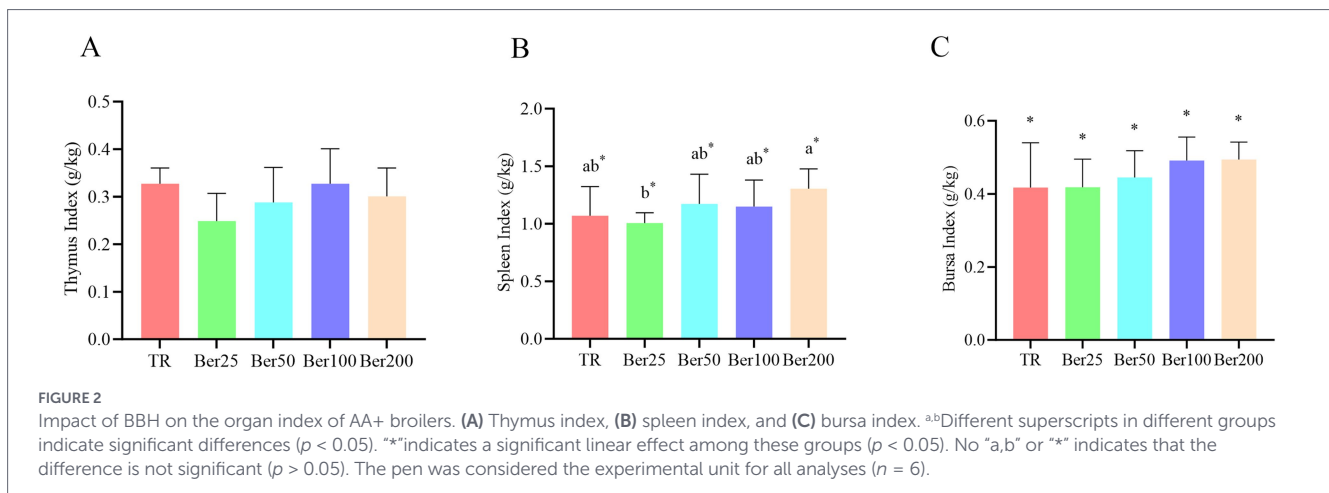 A
Thymus Index (g/kg)
0.5
0.4
0.3
0.2
0.1
0.0
TR Ber25 Ber50 Ber100 Ber200
B
Spleen Index (g/kg)
2.0
1.5
1.0
0.5
0.0
ab* b* ab* ab* a*
TR Ber25 Ber50 Ber100 Ber200
C
Bursa Index (g/kg)
0.6
0.4
0.2
0.0
* * * * *
TR Ber25 Ber50 Ber100 Ber200
FIGURE 2
Impact of BBH on the organ index of AA+ broilers. (A) Thymus index, (B) spleen index, and (C) bursa index. a,bDifferent superscripts in different groups
indicate significant differences (p < 0.05). "*"indicates a significant linear effect among these groups (p < 0.05). No "a,b" or "*" indicates that the
difference is not significant (p > 0.05). The pen was considered the experimental unit for all analyses (n = 6).